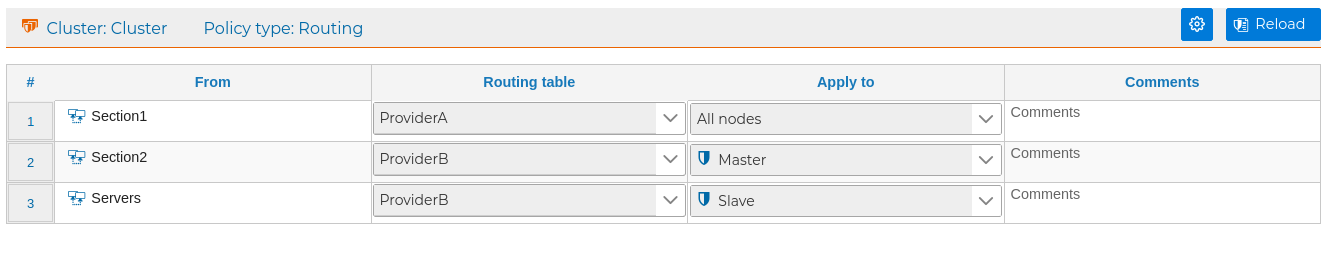 Cluster: Cluster Policy type: Routing Reload
# From Routing table Apply to Comments
1 Section1 ProviderA All nodes Comments
2 Section2 ProviderB Master Comments
3 Servers ProviderB Slave Comments